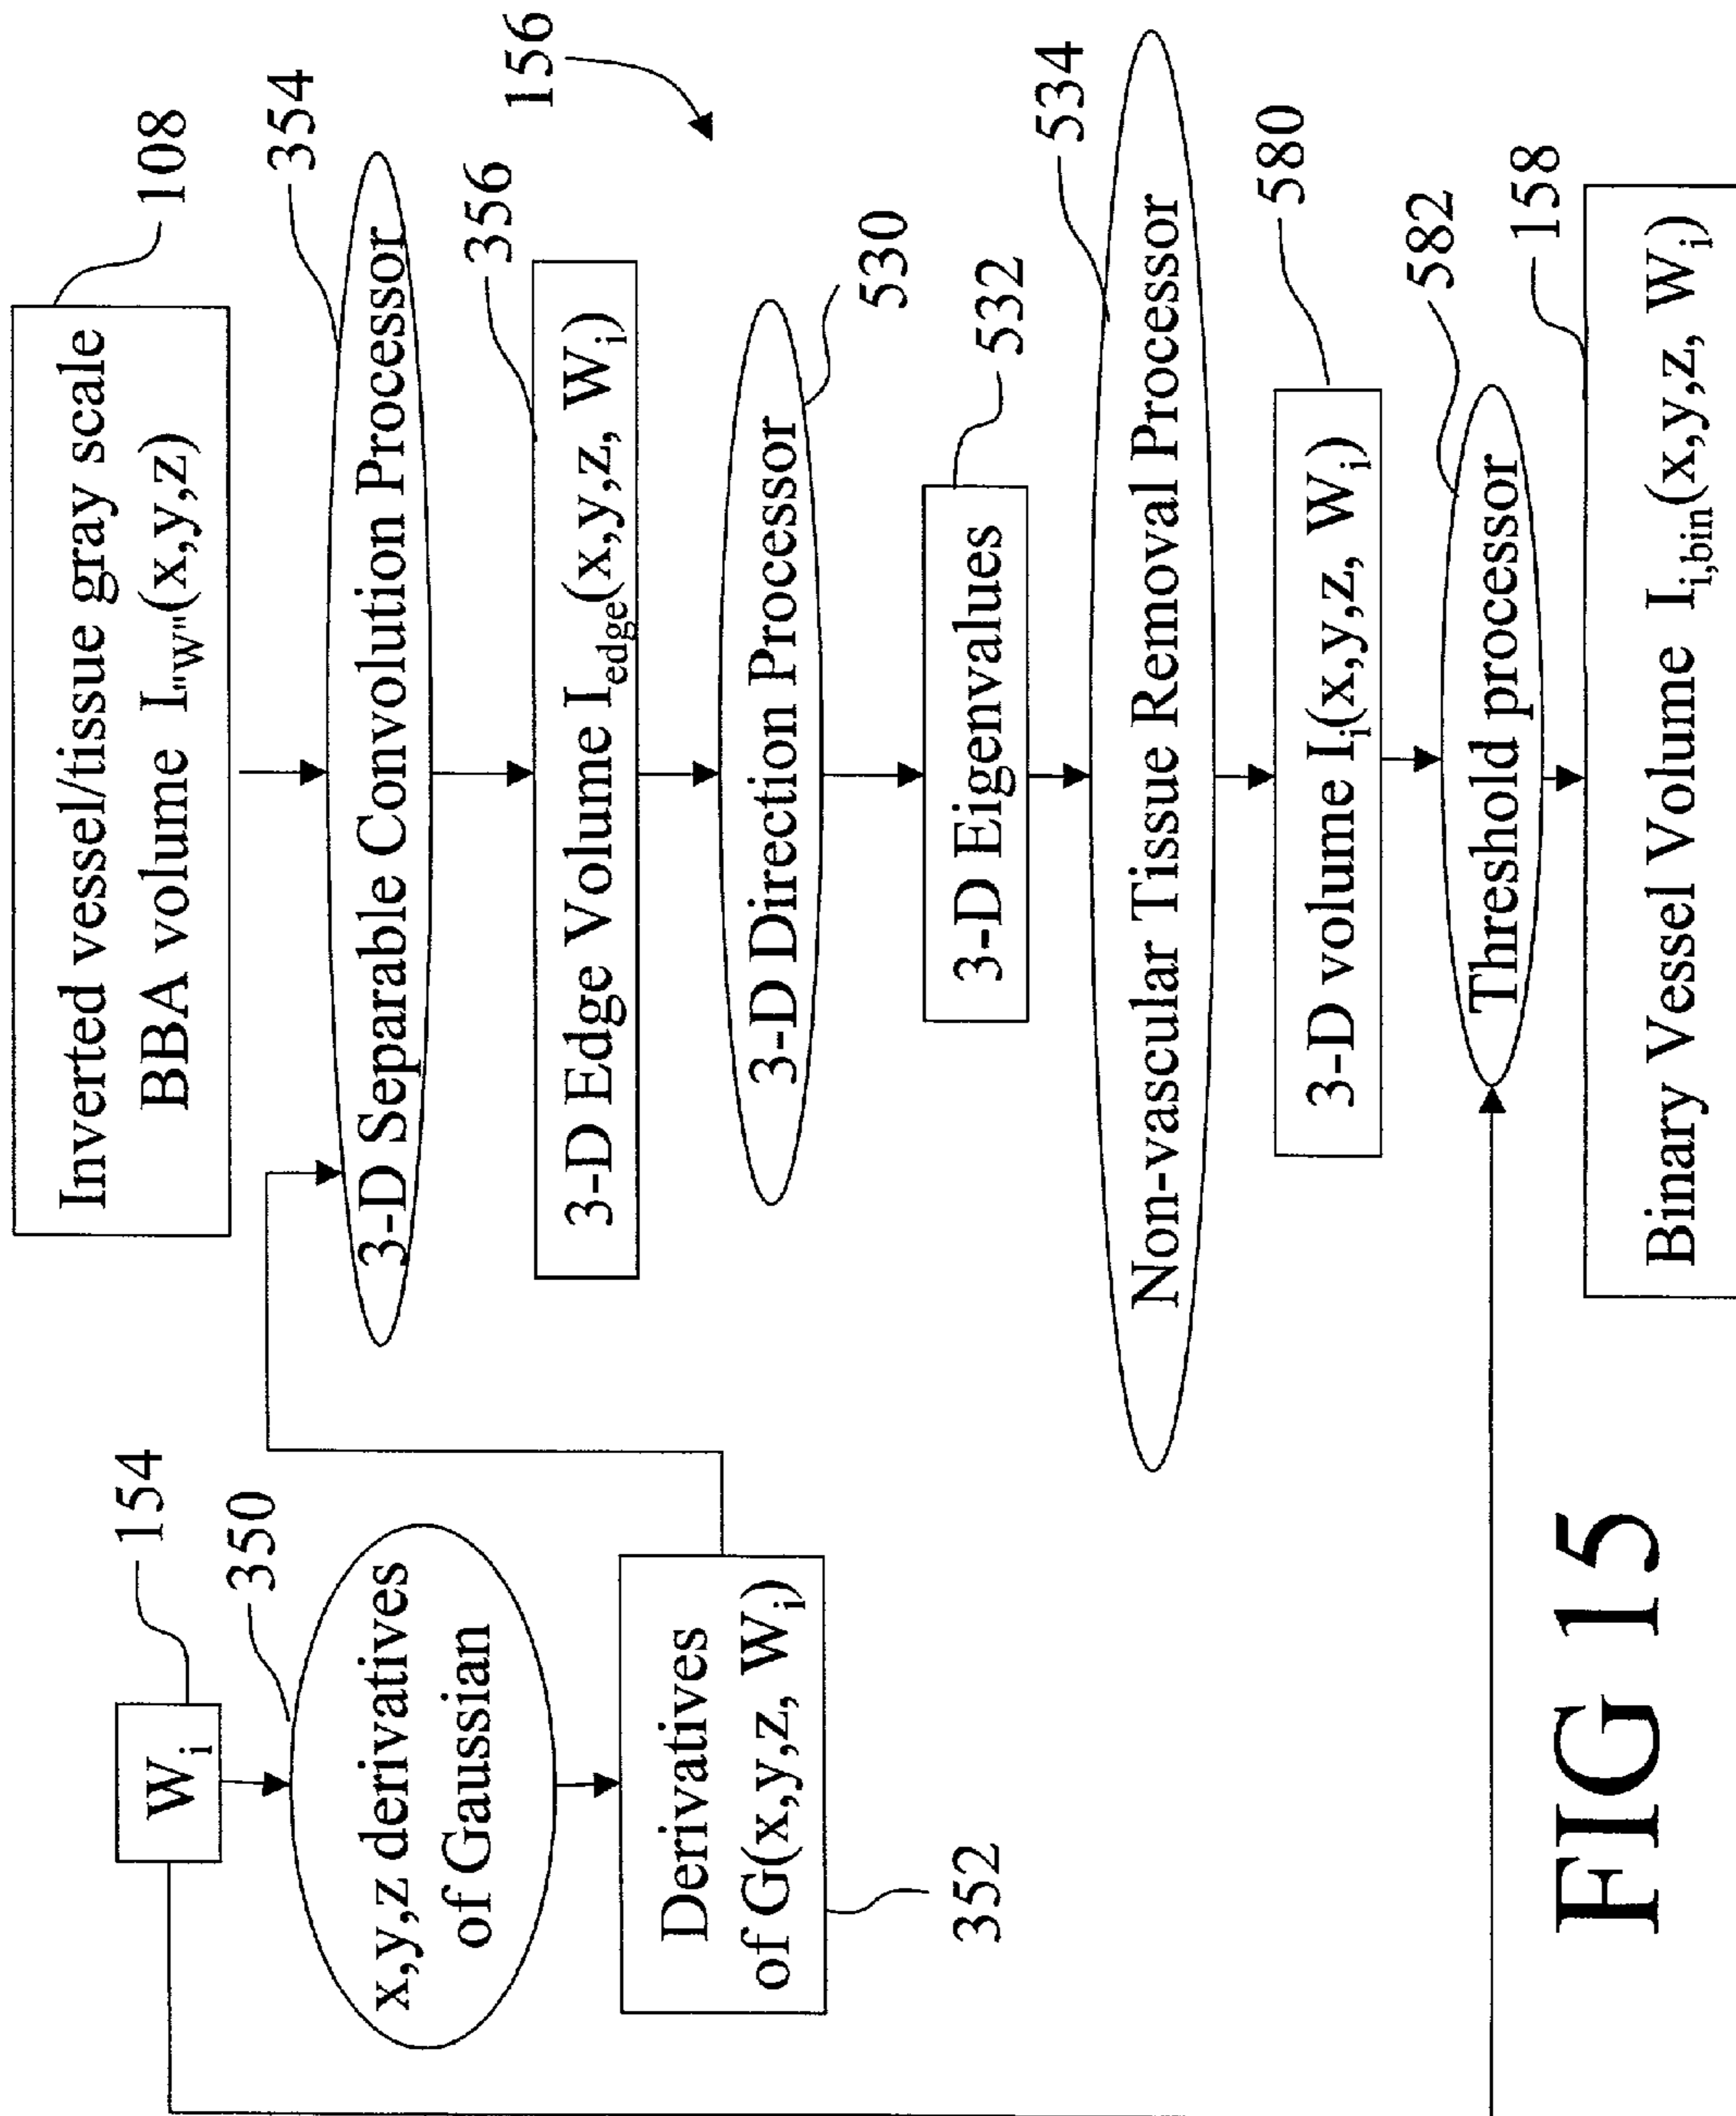 Inverted vessel/tissue gray scale
BBA volume I"W"(x,y,z)
108
Wi
154
x,y,z derivatives
of Gaussian
350
Derivatives
of G(x,y,z, Wi)
352
3-D Separable Convolution Processor
354
3-D Edge Volume Iedge(x,y,z, Wi)
356
156
3-D Direction Processor
530
3-D Eigenvalues
532
Non-vascular Tissue Removal Processor
534
3-D volume Ii(x,y,z, Wi)
580
Threshold processor
582
Binary Vessel Volume Ii,bin(x,y,z, Wi)
158
FIG 15